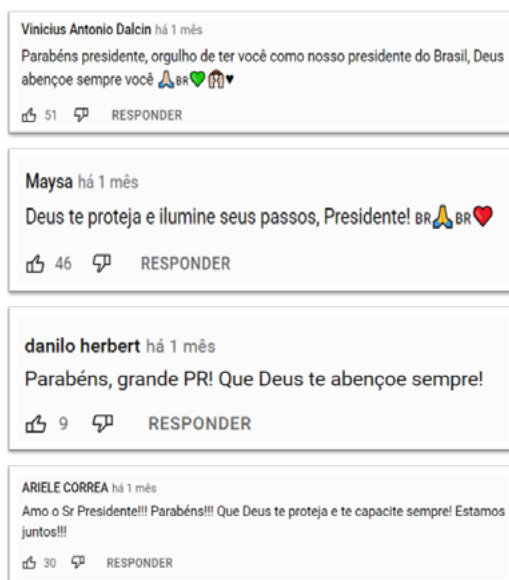 Vinicius Antonio Dalcin há 1 mês
Parabéns presidente, orgulho de ter você como nosso presidente do Brasil, Deus
abençoe sempre você 🙏🏻BR💚👩‍❤️‍👨♥
51 RESPONDER
Maysa há 1 mês
Deus te proteja e ilumine seus passos, Presidente! BR🙏BR❤️
46 RESPONDER
danilo herbert há 1 mês
Parabéns, grande PR! Que Deus te abençoe sempre!
9 RESPONDER
ARIELE CORREA há 1 mês
Amo o Sr Presidente!!! Parabéns!!! Que Deus te proteja e te capacite sempre! Estamos
juntos!!!
30 RESPONDER